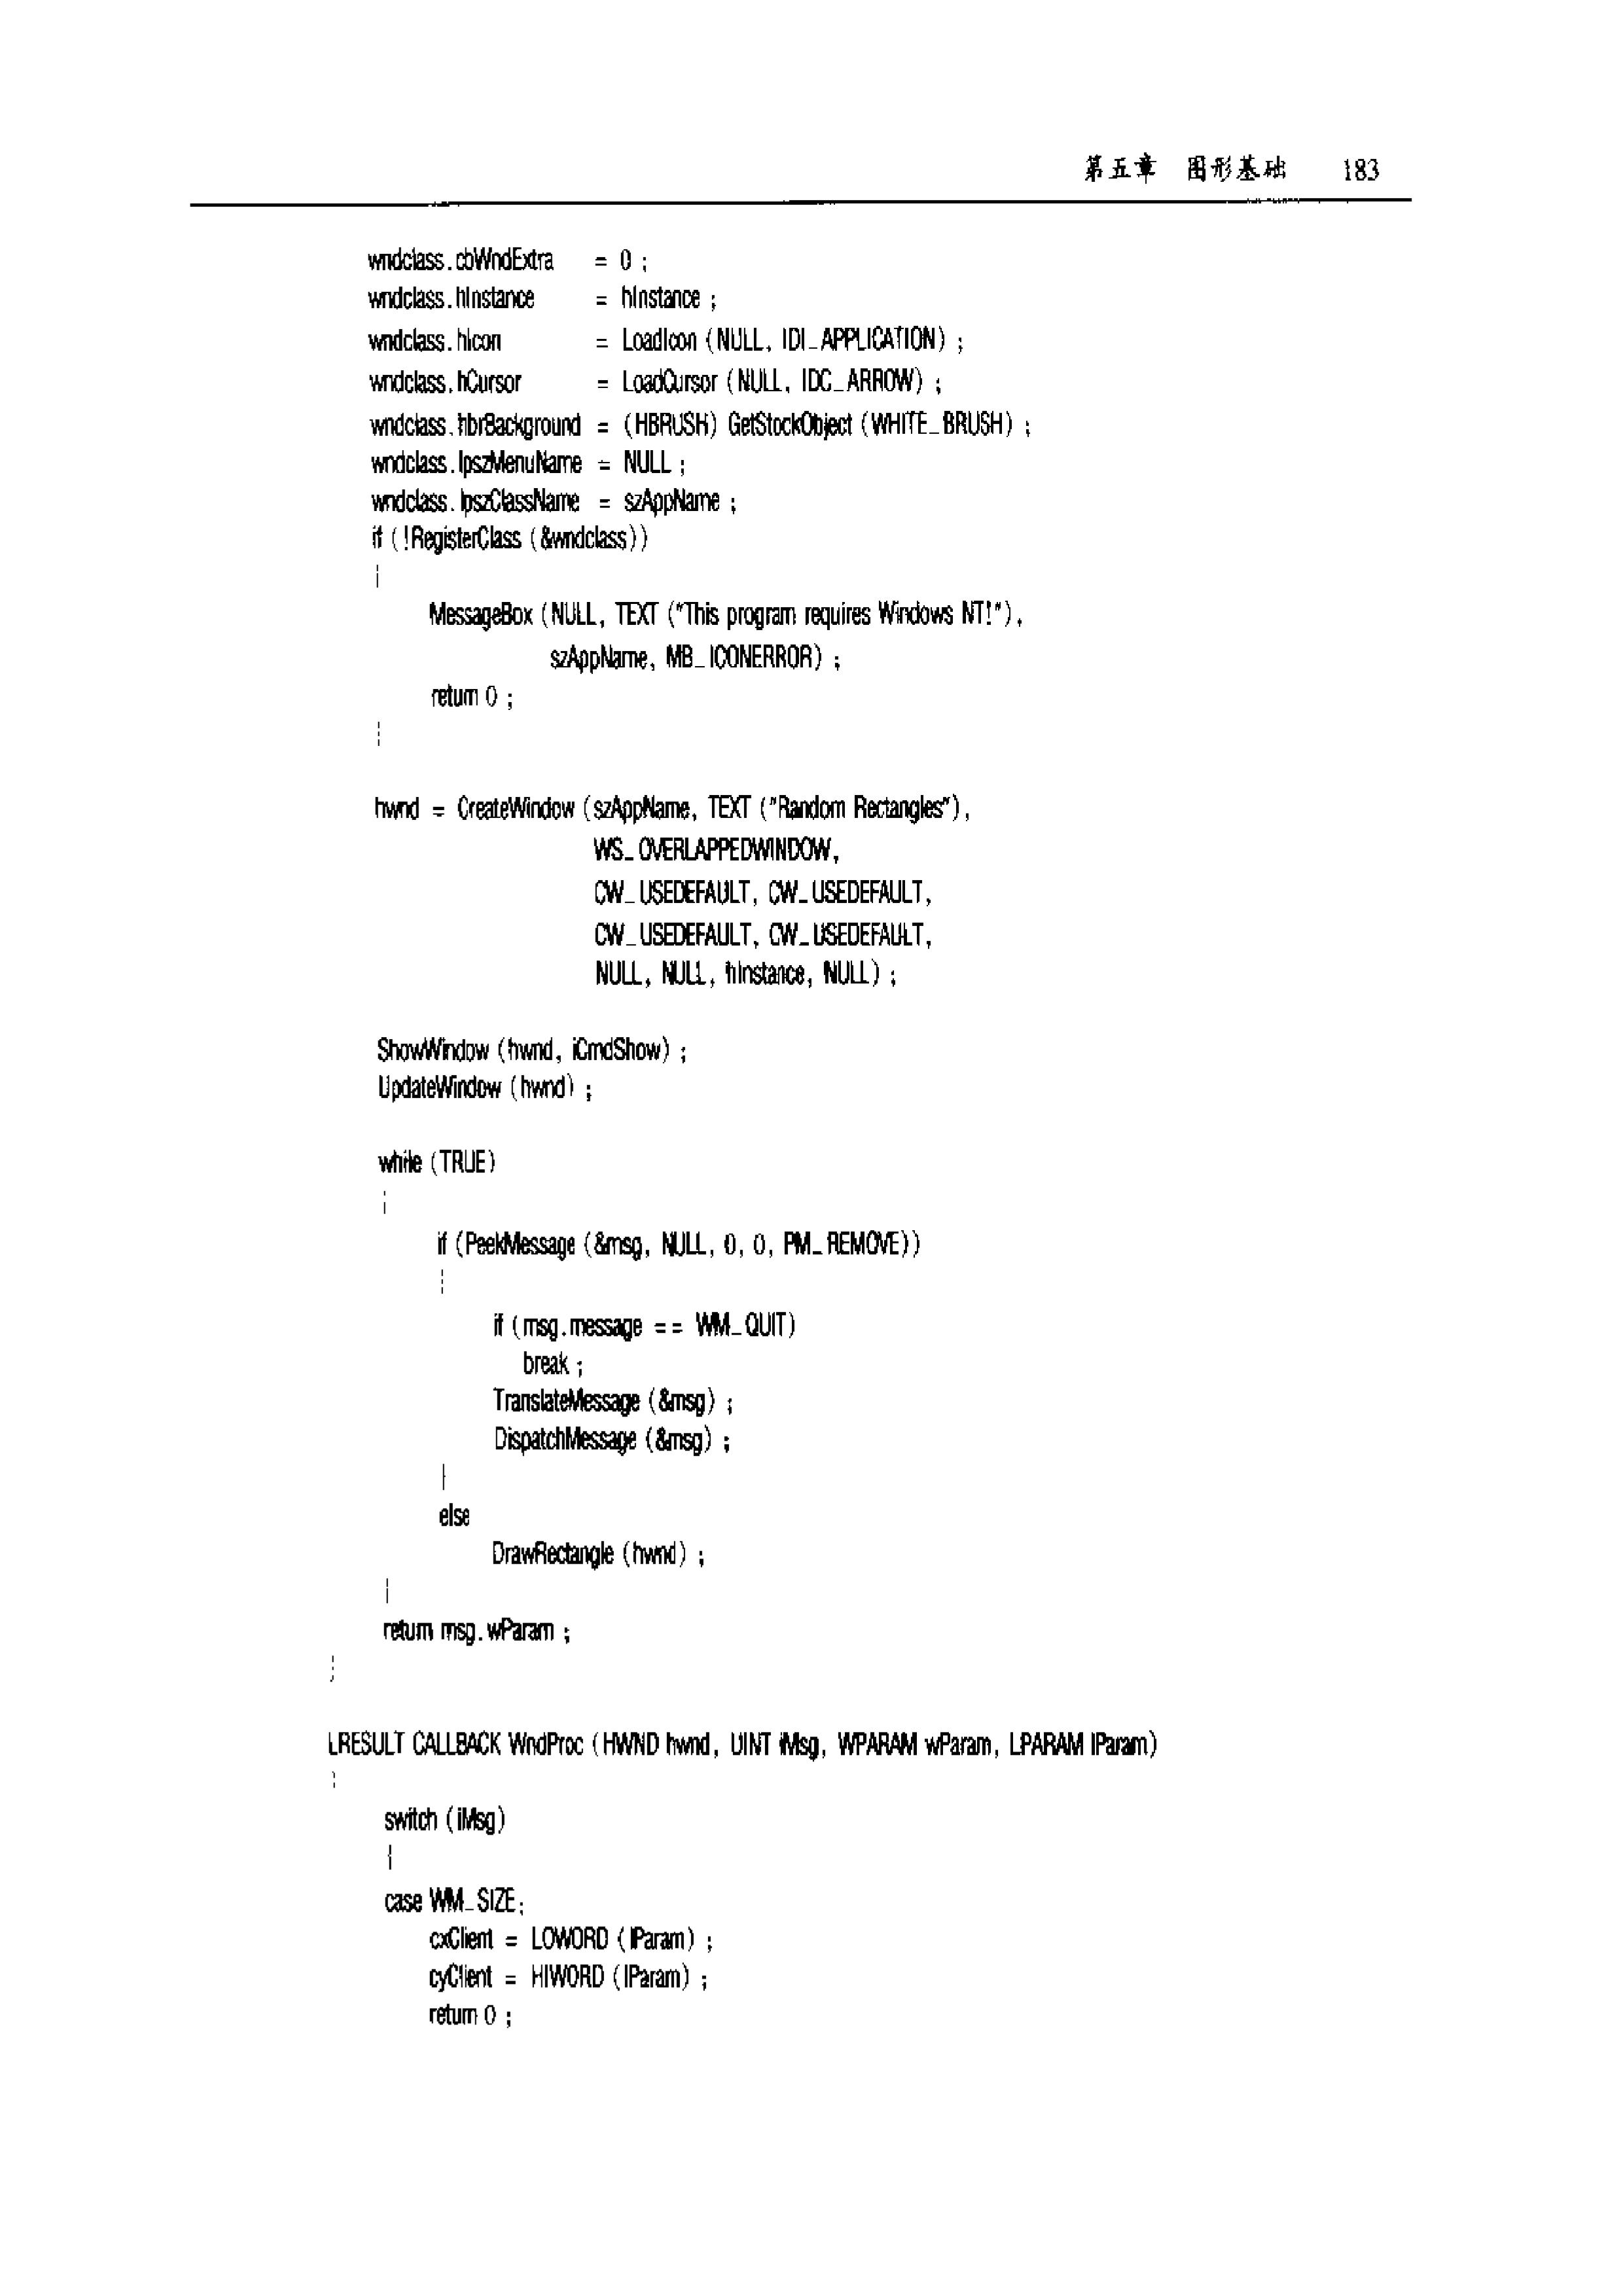 第五章 图形基础 183
wndclass.cbWndExtra = 0 ;
wndclass.hInstance = hInstance ;
wndclass.hIcon = LoadIcon (NULL, IDI_APPLICATION) ;
wndclass.hCursor = LoadCursor (NULL, IDC_ARROW) ;
wndclass.hbrBackground = (HBRUSH) GetStockObject (WHITE_BRUSH) ;
wndclass.lpszMenuName = NULL ;
wndclass.lpszClassName = szAppName ;
if (!RegisterClass (&wndclass))
{
MessageBox (NULL, TEXT ("This program requires Windows NT!"),
szAppName, MB_ICONERROR) ;
return 0 ;
}
hwnd = CreateWindow (szAppName, TEXT ("Random Rectangles"),
WS_OVERLAPPEDWINDOW,
CW_USEDEFAULT, CW_USEDEFAULT,
CW_USEDEFAULT, CW_USEDEFAULT,
NULL, NULL, hInstance, NULL) ;
ShowWindow (hwnd, iCmdShow) ;
UpdateWindow (hwnd) ;
while (TRUE)
{
if (PeekMessage (&msg, NULL, 0, 0, PM_REMOVE))
{
if (msg.message == WM_QUIT)
break ;
TranslateMessage (&msg) ;
DispatchMessage (&msg) ;
}
else
DrawRectangle (hwnd) ;
}
return msg.wParam ;
}
LRESULT CALLBACK WndProc (HWND hwnd, UINT iMsg, WPARAM wParam, LPARAM lParam)
{
switch (iMsg)
{
case WM_SIZE:
cxClient = LOWORD (lParam) ;
cyClient = HIWORD (lParam) ;
return 0 ;